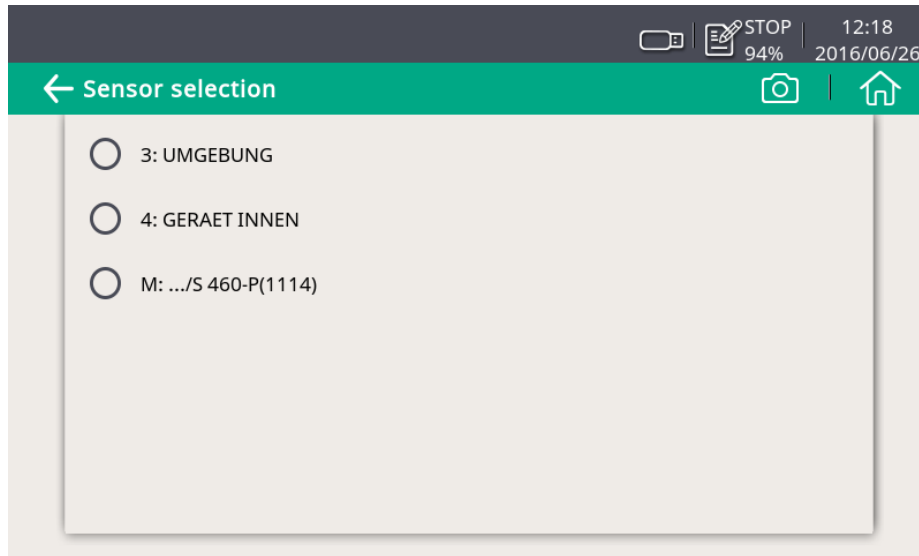 STOP 12:18
94% 2016/06/26
Sensor selection
3: UMGEBUNG
4: GERAET INNEN
M: .../S 460-P(1114)